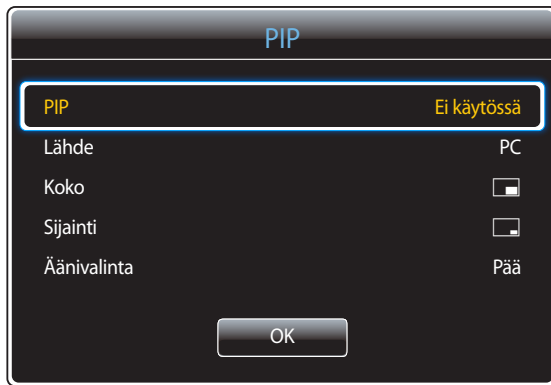 PIP
PIP Ei käytössä
Lähde PC
Koko
Sijainti
Äänivalinta Pää
OK